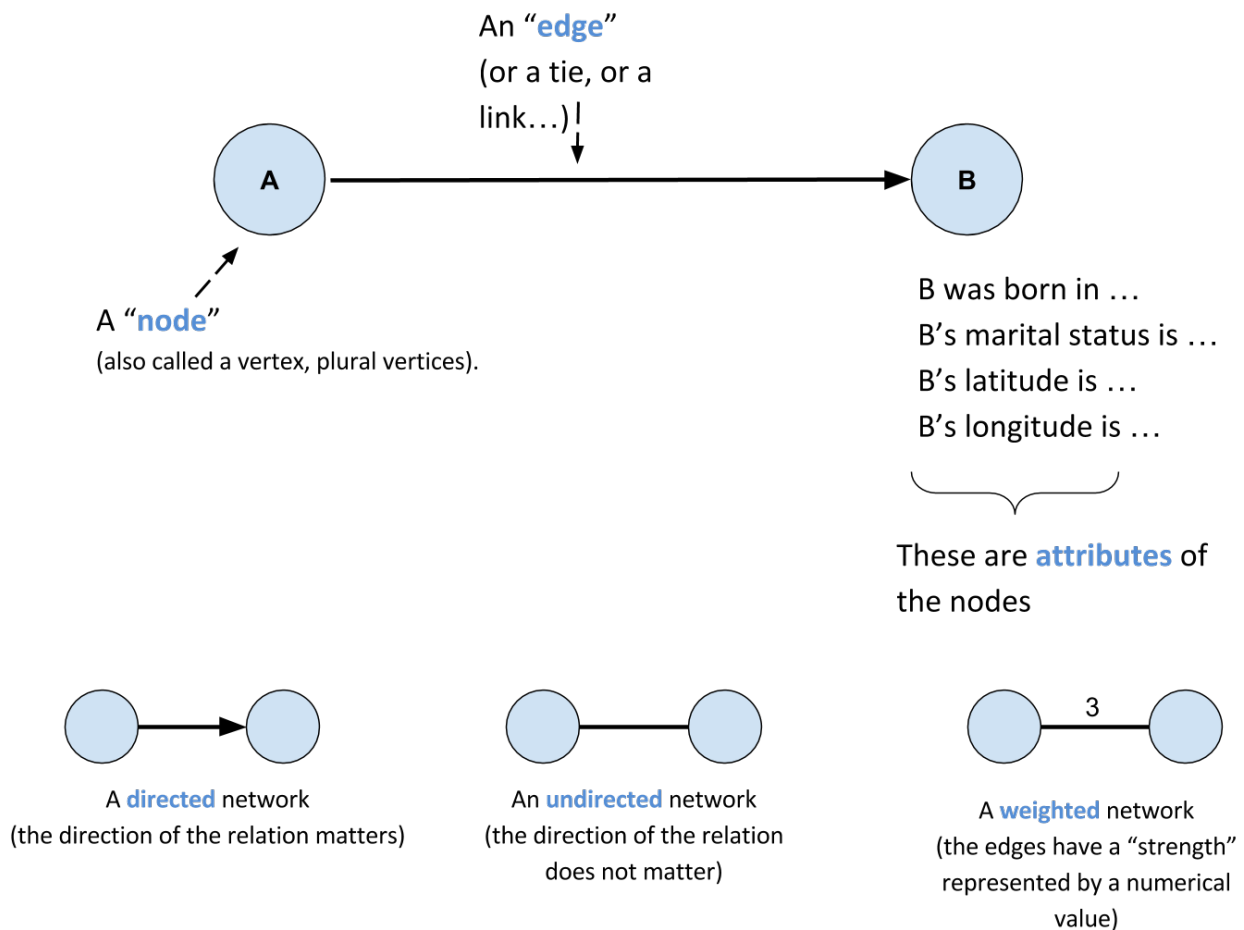 An “edge”
(or a tie, or a
link…)
A
B
A “node”
(also called a vertex, plural vertices).
B was born in …
B’s marital status is …
B’s latitude is …
B’s longitude is …
These are attributes of
the nodes
A directed network
(the direction of the relation matters)
An undirected network
(the direction of the relation
does not matter)
3
A weighted network
(the edges have a “strength”
represented by a numerical
value)